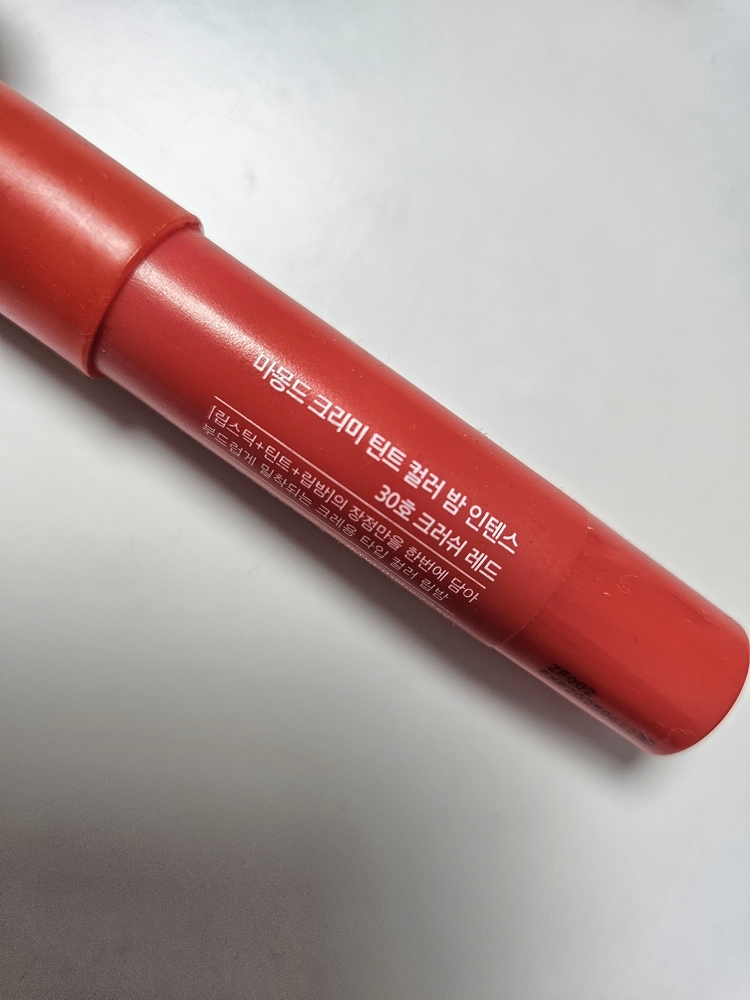 마몽드 크리미 틴트 컬러 밤 인텐스
30호 크러쉬 레드
[립스틱+틴트+립밤]의 장점만을 한번에 담아
부드럽게 밀착되는 크레용 타입 컬러 립밤